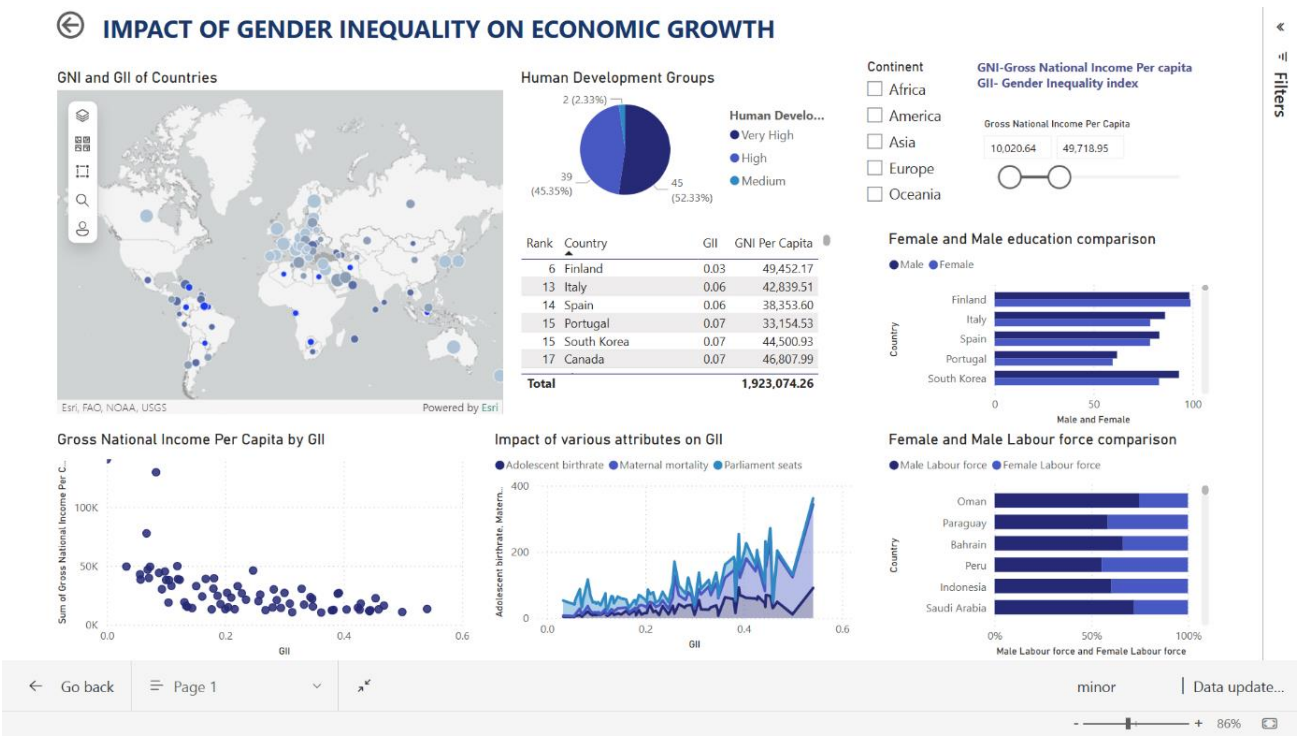 IMPACT OF GENDER INEQUALITY ON ECONOMIC GROWTH
GNI and GII of Countries
Esri, FAO, NOAA, USGS
Powered by Esri
Human Development Groups
2 (2.33%)
39
(45.35%)
45
(52.33%)
Human Develo...
Very High
High
Medium
Continent
Africa
America
Asia
Europe
Oceania
GNI-Gross National Income Per capita
GII- Gender Inequality index
Gross National Income Per Capita
10,020.64 49,718.95
Filters
Rank Country GII GNI Per Capita
6 Finland 0.03 49,452.17
13 Italy 0.06 42,839.51
14 Spain 0.06 38,353.60
15 Portugal 0.07 33,154.53
15 South Korea 0.07 44,500.93
17 Canada 0.07 46,807.99
Total 1,923,074.26
Female and Male education comparison
Male Female
Country
Finland
Italy
Spain
Portugal
South Korea
0 50 100
Male and Female
Gross National Income Per Capita by GII
Sum of Gross National Income Per C...
100K
50K
0K
0.0 0.2 0.4 0.6
GII
Impact of various attributes on GII
Adolescent birthrate Maternal mortality Parliament seats
Adolescent birthrate, Matern...
400
200
0
0.0 0.2 0.4 0.6
GII
Female and Male Labour force comparison
Male Labour force Female Labour force
Country
Oman
Paraguay
Bahrain
Peru
Indonesia
Saudi Arabia
0% 50% 100%
Male Labour force and Female Labour force
Go back
Page 1
minor | Data update...
- + 86%